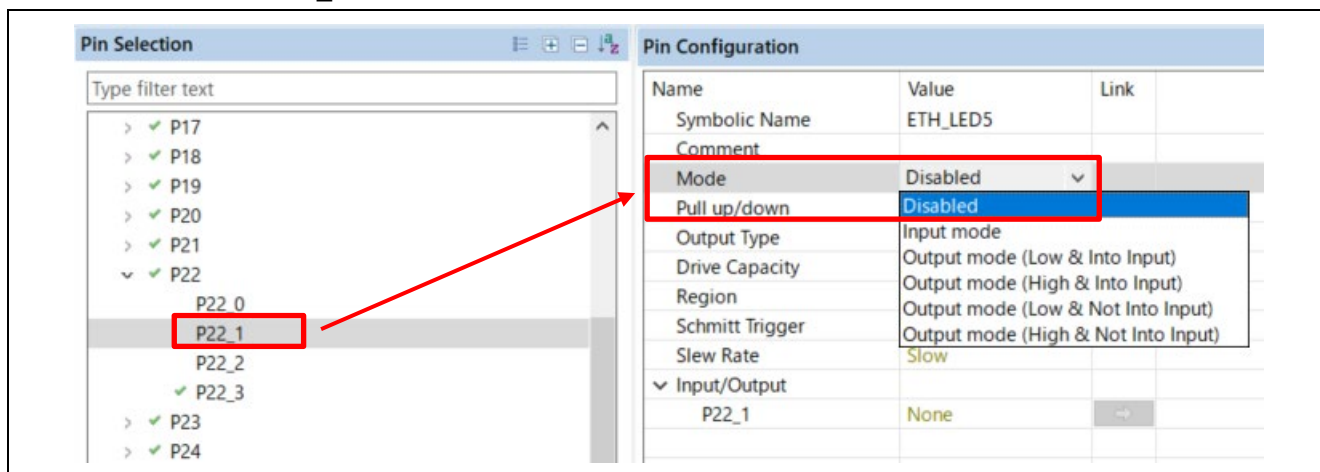 _
Pin Selection
Type filter text
P17
P18
P19
P20
P21
P22
P22_0
P22_1
P22_2
P22_3
P23
P24
Pin Configuration
Name Value Link
Symbolic Name ETH_LED5
Comment
Mode Disabled
Pull up/down Disabled
Input mode
Output Type Output mode (Low & Into Input)
Drive Capacity Output mode (High & Into Input)
Region Output mode (Low & Not Into Input)
Schmitt Trigger Output mode (High & Not Into Input)
Slew Rate Slow
Input/Output
P22_1 None